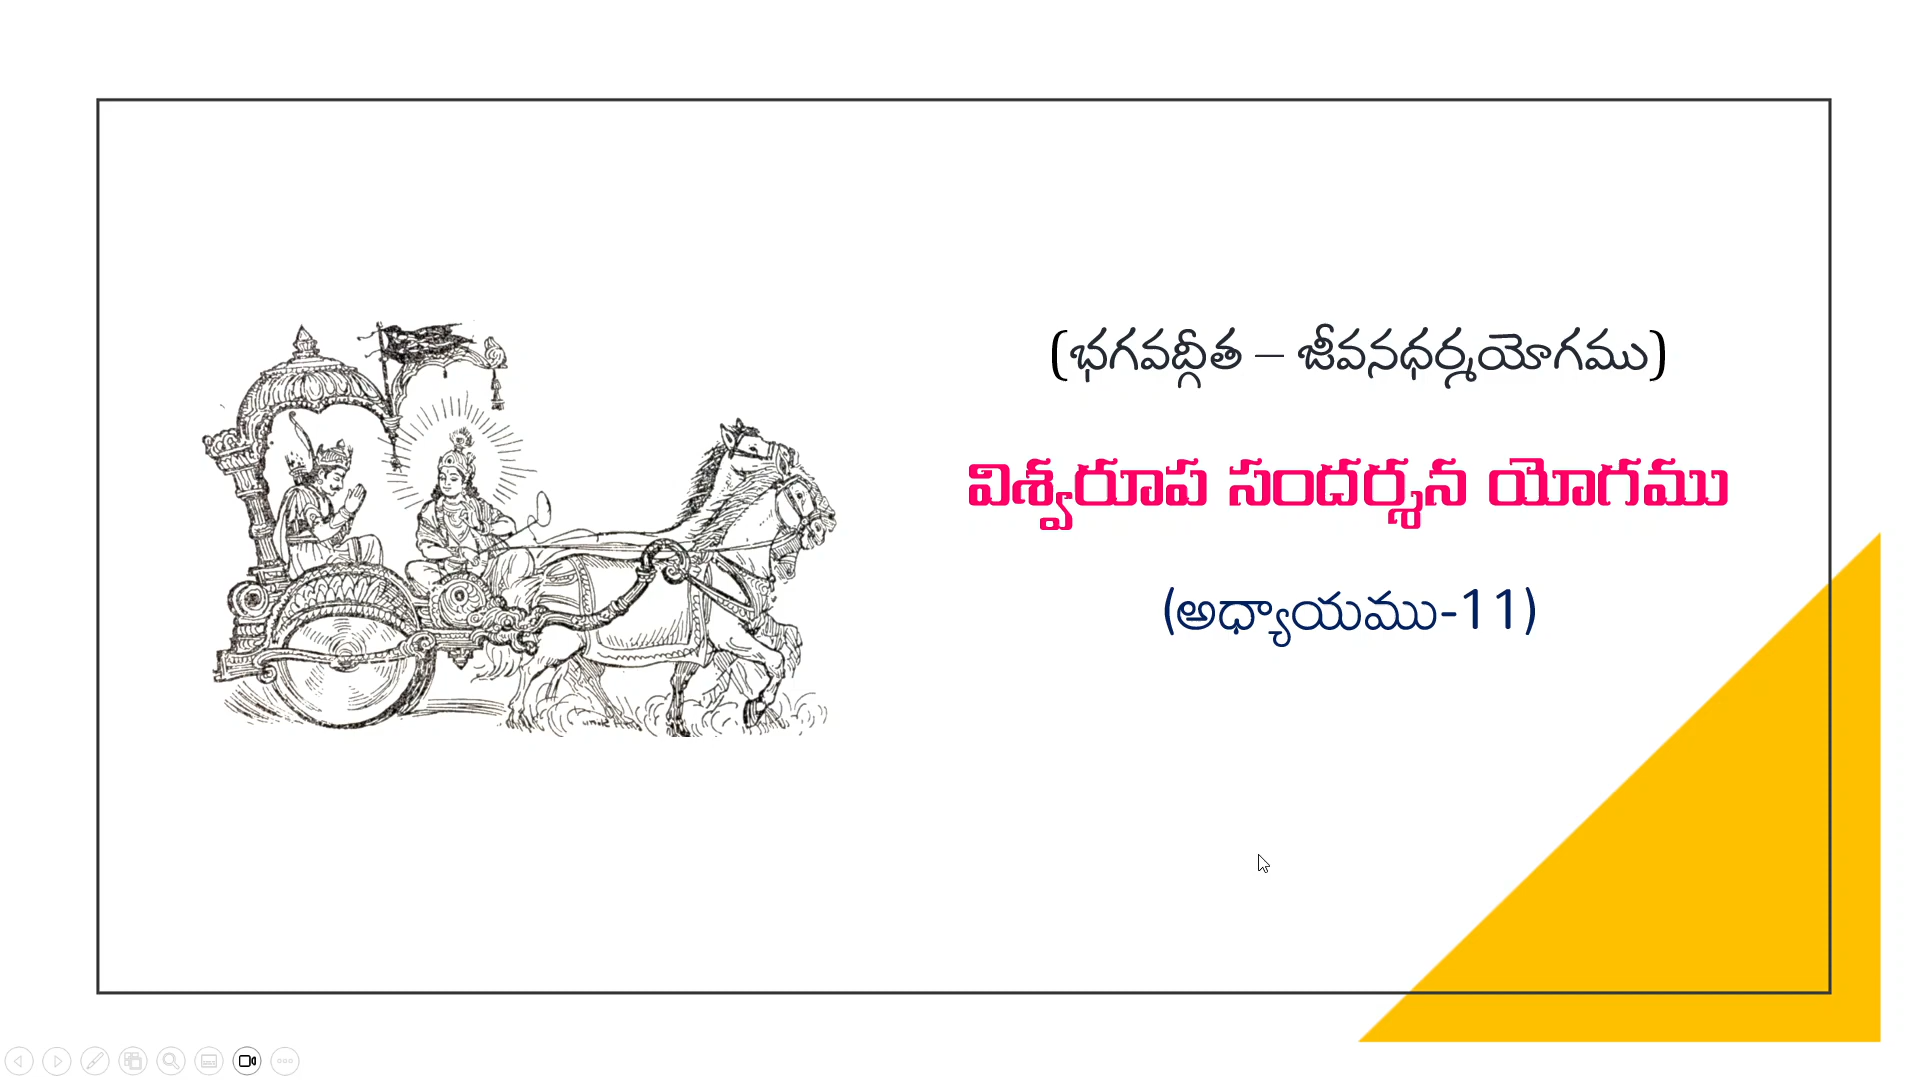 (భగవద్గీత – జీవనధర్మయోగము)
విశ్వరూప సందర్శన యోగము
(అధ్యాయము-11)